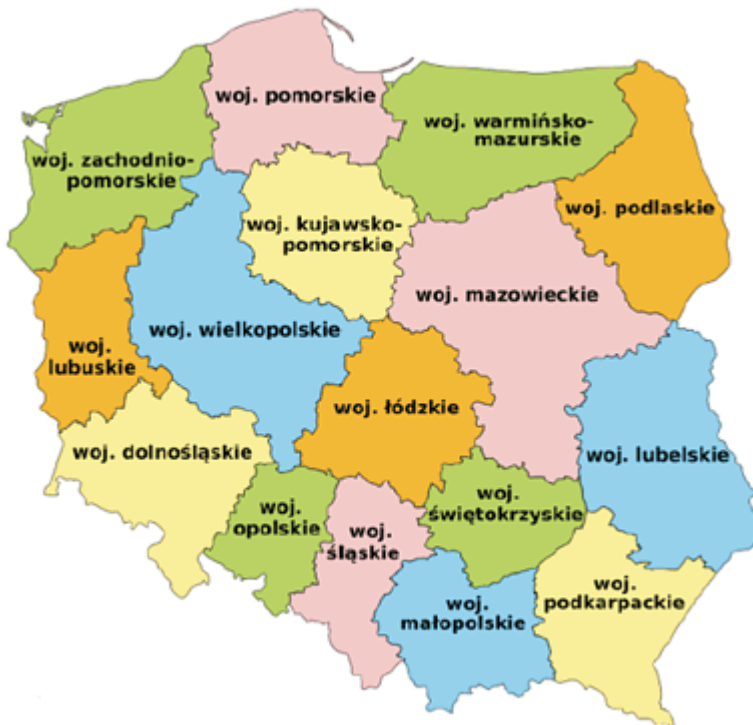 woj. pomorskie
woj. warmińsko-
mazurskie
woj. zachodnio-
pomorskie
woj. podlaskie
woj. kujawsko-
pomorskie
woj. mazowieckie
woj. wielkopolskie
woj.
lubuskie
woj. łódzkie
woj. dolnośląskie
woj. lubelskie
woj.
opolskie
woj.
śląskie
woj.
świętokrzyskie
woj.
małopolskie
woj.
podkarpackie